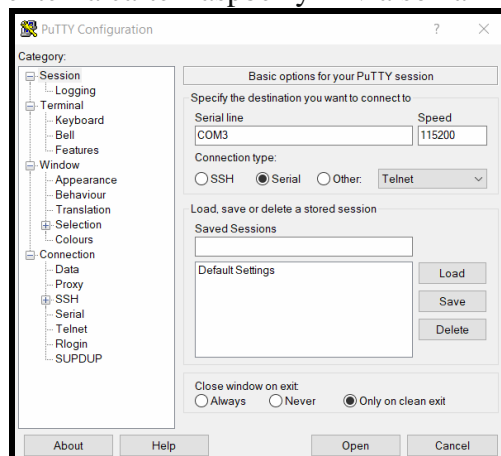 PuTTY Configuration
Category:
Session
Logging
Terminal
Keyboard
Bell
Features
Window
Appearance
Behaviour
Translation
Selection
Colours
Connection
Data
Proxy
SSH
Serial
Telnet
Rlogin
SUPDUP
Basic options for your PuTTY session
Specify the destination you want to connect to
Serial line Speed
COM3 115200
Connection type:
SSH Serial Other: Telnet
Load, save or delete a stored session
Saved Sessions
Default Settings
Load
Save
Delete
Close window on exit:
Always Never Only on clean exit
About Help Open Cancel